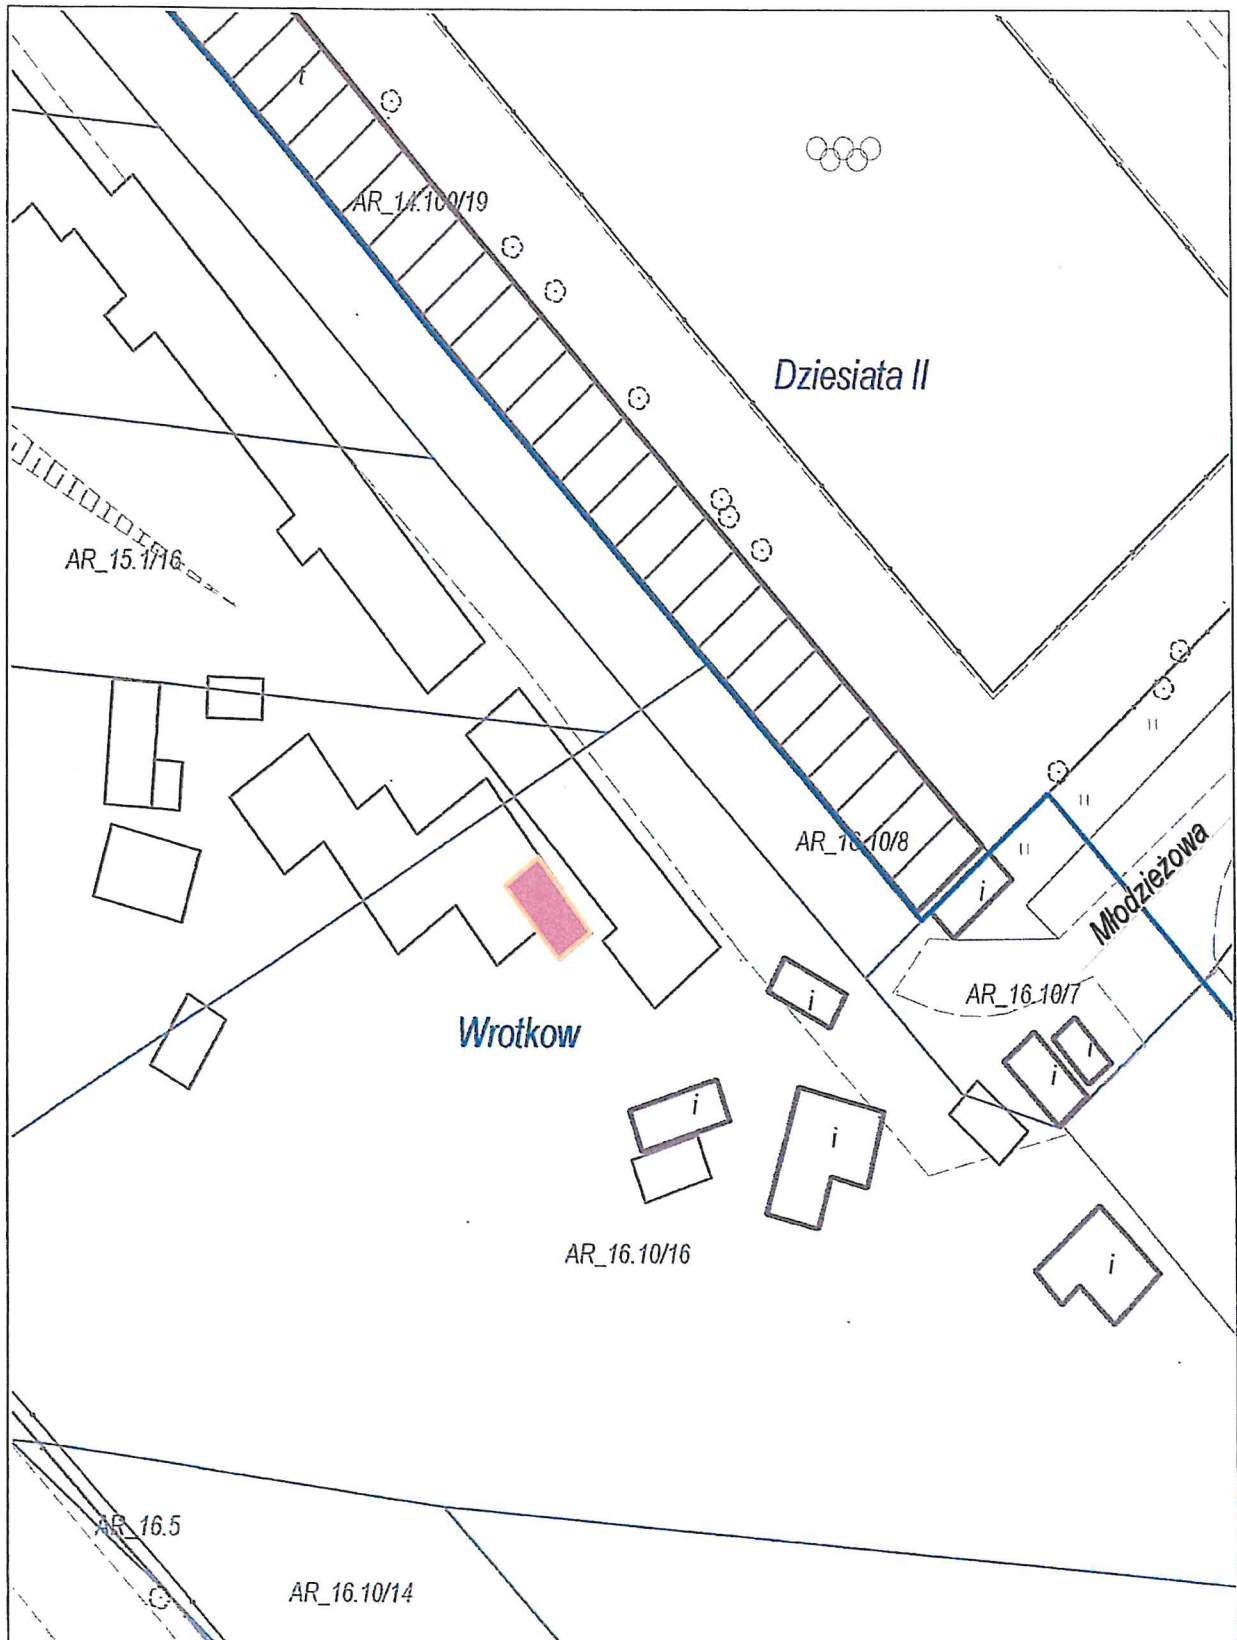 i
AR_14.100/19
Dziesiata II
AR_15.1/16
AR_16.10/8
i
Młodzieżowa
i
AR_16.10/7
i
i
Wrotkow
i
i
AR_16.10/16
i
AR_16.5
AR_16.10/14